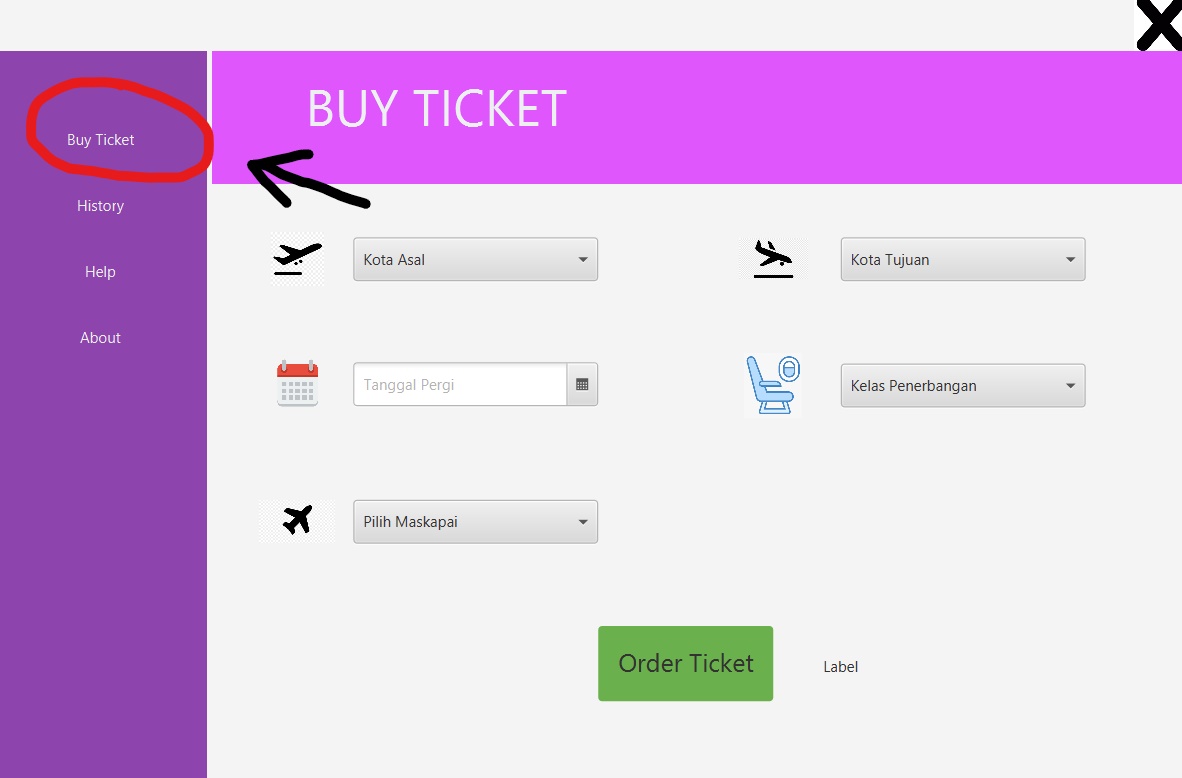 BUY TICKET
Buy Ticket
History
Help
About
Kota Asal
Kota Tujuan
Tanggal Pergi
Kelas Penerbangan
Pilih Maskapai
Order Ticket
Label